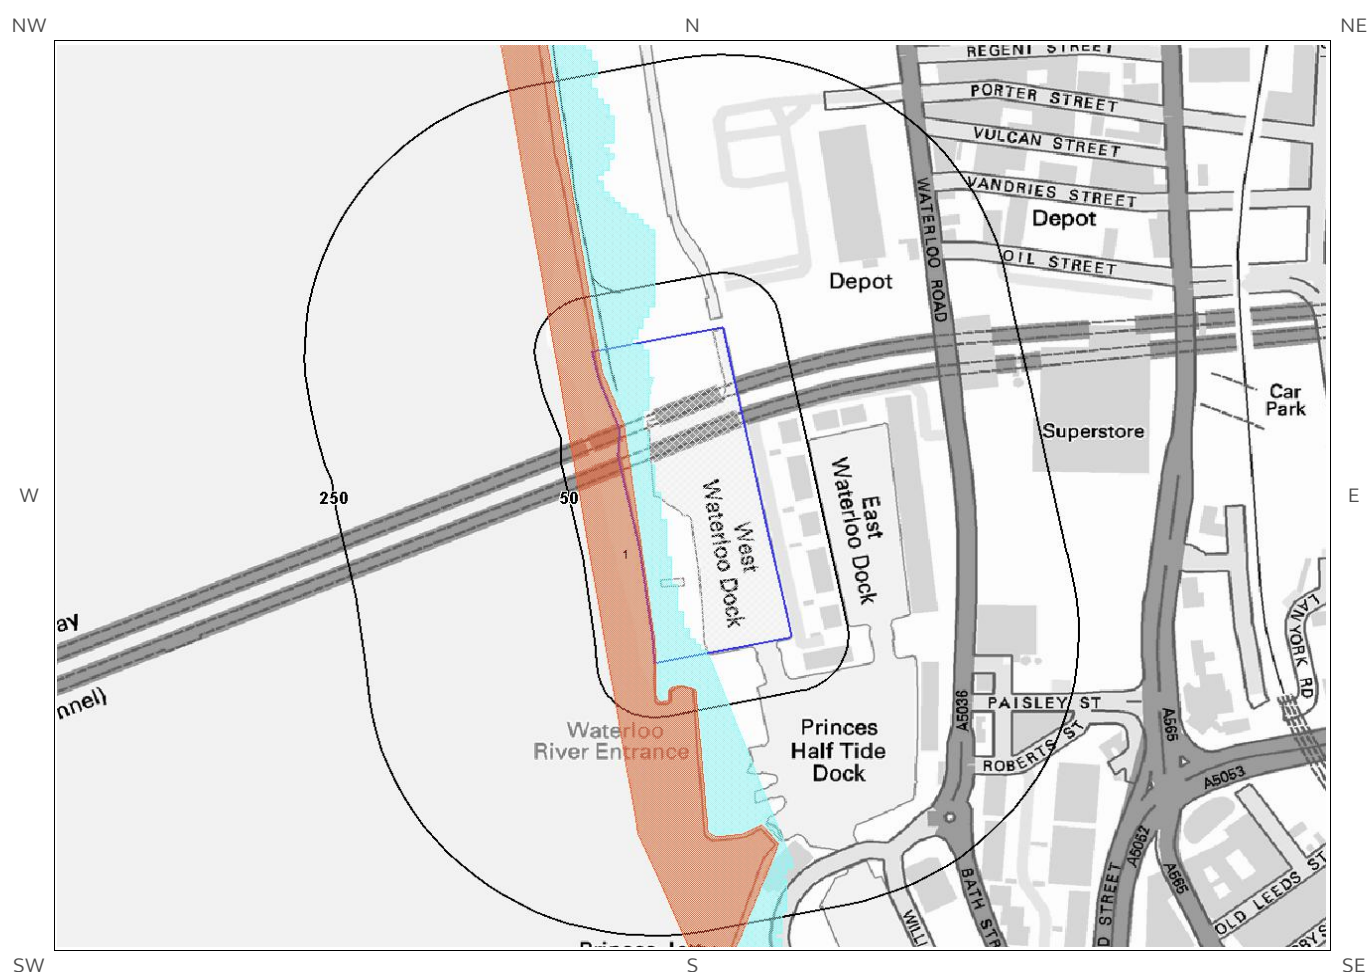 NW
N
NE
REGENT STREET
PORTER STREET
VULCAN STREET
VANDRIES STREET
Depot
WATERLOO ROAD
OIL STREET
Depot
Car
Park
Superstore
W
250
50
E
East
Waterloo Dock
West
Waterloo Dock
1
ay
nnel)
YORK RD
A5036
PAISLEY ST
A565
ROBERTS ST
Waterloo
River Entrance
Princes
Half Tide
Dock
A5053
A5052
A565
BATH STR
WILLI
D STREET
OLD LEEDS ST
SW
S
SE